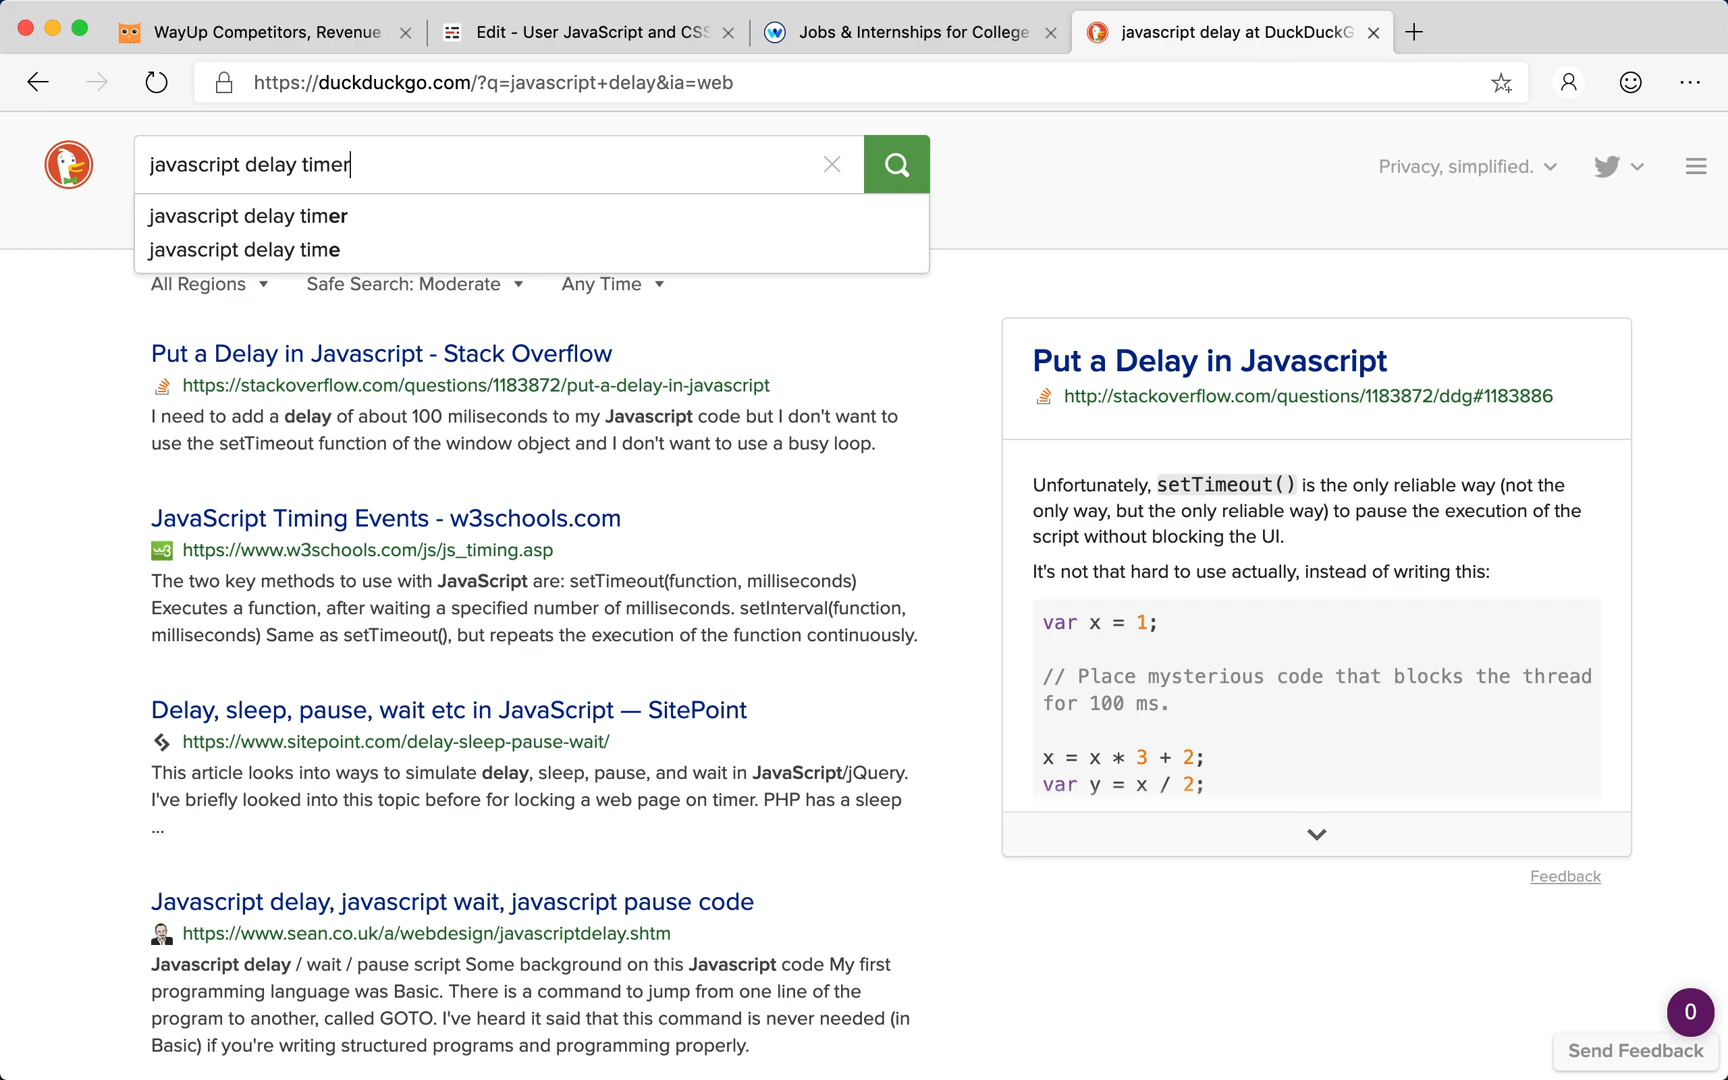 WayUp Competitors, Revenue
Edit - User JavaScript and CSS
Jobs & Internships for College
javascript delay at DuckDuckG
https://duckduckgo.com/?q=javascript+delay&ia=web
javascript delay timer
Privacy, simplified.
javascript delay timer
javascript delay time
All Regions Safe Search: Moderate Any Time
Put a Delay in Javascript - Stack Overflow
https://stackoverflow.com/questions/1183872/put-a-delay-in-javascript
I need to add a delay of about 100 miliseconds to my Javascript code but I don't want to
use the setTimeout function of the window object and I don't want to use a busy loop.
JavaScript Timing Events - w3schools.com
https://www.w3schools.com/js/js_timing.asp
The two key methods to use with JavaScript are: setTimeout(function, milliseconds)
Executes a function, after waiting a specified number of milliseconds. setInterval(function,
milliseconds) Same as setTimeout(), but repeats the execution of the function continuously.
Delay, sleep, pause, wait etc in JavaScript — SitePoint
https://www.sitepoint.com/delay-sleep-pause-wait/
This article looks into ways to simulate delay, sleep, pause, and wait in JavaScript/jQuery.
I've briefly looked into this topic before for locking a web page on timer. PHP has a sleep
...
Javascript delay, javascript wait, javascript pause code
https://www.sean.co.uk/a/webdesign/javascriptdelay.shtm
Javascript delay / wait / pause script Some background on this Javascript code My first
programming language was Basic. There is a command to jump from one line of the
program to another, called GOTO. I've heard it said that this command is never needed (in
Basic) if you're writing structured programs and programming properly.
Put a Delay in Javascript
http://stackoverflow.com/questions/1183872/ddg#1183886
Unfortunately, setTimeout() is the only reliable way (not the
only way, but the only reliable way) to pause the execution of the
script without blocking the UI.
It's not that hard to use actually, instead of writing this:
var x = 1;
// Place mysterious code that blocks the thread
for 100 ms.
x = x * 3 + 2;
var y = x / 2;
Feedback
0
Send Feedback